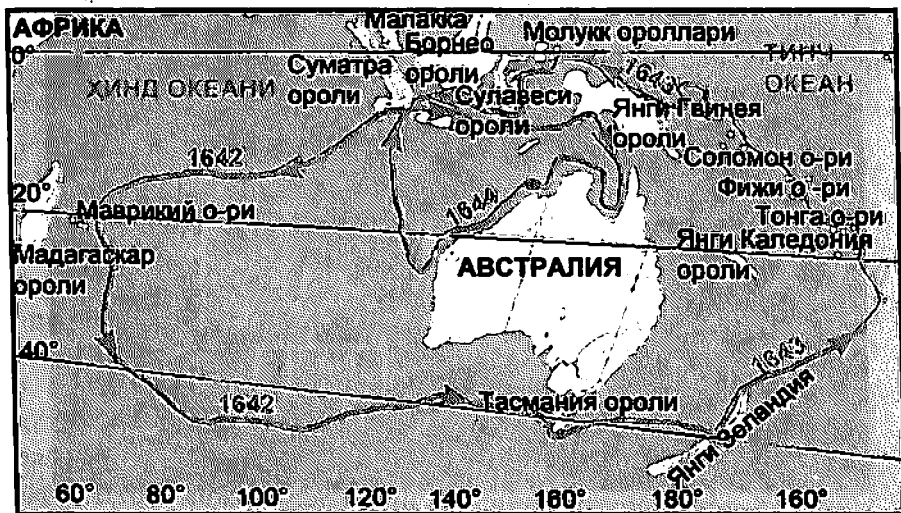 АФРИКА
Малакка
Борнео
ороли
Молукк ороллари
ТИНЧ
ОКЕАН
0°
ҲИНД ОКЕАНИ
Суматра
ороли
Сулавеси
ороли
1643
Янги Гвинея
ороли
1642
Соломон о-ри
Фижи о-ри
20°
Маврикий о-ри
1644
Тонга о-ри
Янги Каледония
ороли
Мадагаскар
ороли
АВСТРАЛИЯ
40°
1642
Тасмания ороли
1643
Янги Зеландия
60° 80° 100° 120° 140° 160° 180° 160°